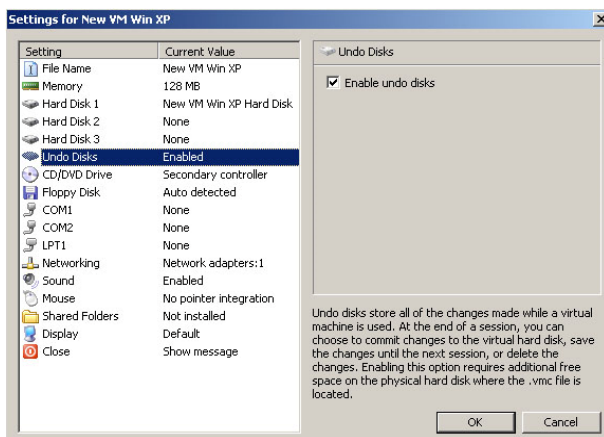 Settings for New VM Win XP
Setting Current Value
File Name New VM Win XP
Memory 128 MB
Hard Disk 1 New VM Win XP Hard Disk
Hard Disk 2 None
Hard Disk 3 None
Undo Disks Enabled
CD/DVD Drive Secondary controller
Floppy Disk Auto detected
COM1 None
COM2 None
LPT1 None
Networking Network adapters:1
Sound Enabled
Mouse No pointer integration
Shared Folders Not installed
Display Default
Close Show message
Undo Disks
Enable undo disks
Undo disks store all of the changes made while a virtual
machine is used. At the end of a session, you can
choose to commit changes to the virtual hard disk, save
the changes until the next session, or delete the
changes. Enabling this option requires additional free
space on the physical hard disk where the .vmc file is
located.
OK Cancel